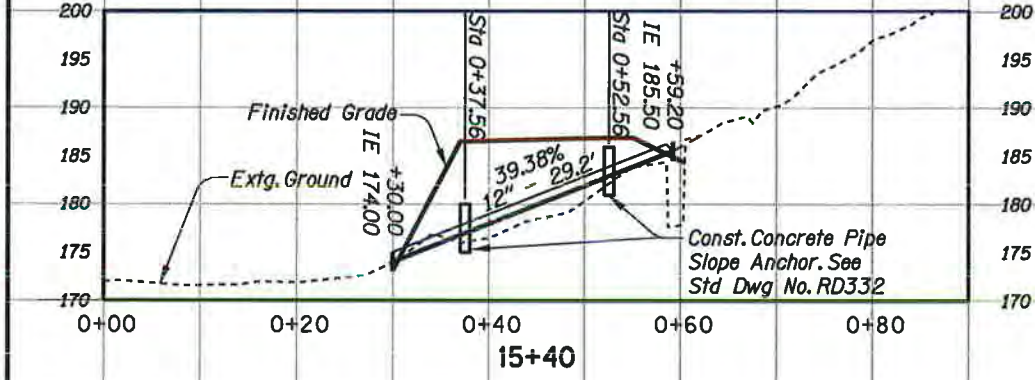 200
195
190
185
180
175
170
200
195
190
185
180
175
170
Finished Grade
Extg. Ground
+30.00
IE 174.00
Sta 0+37.56
39.38%
12" - 29.2'
Sta 0+52.56
+59.20
IE 185.50
Const. Concrete Pipe
Slope Anchor. See
Std Dwg No. RD332
0+00
0+20
0+40
0+60
0+80
15+40